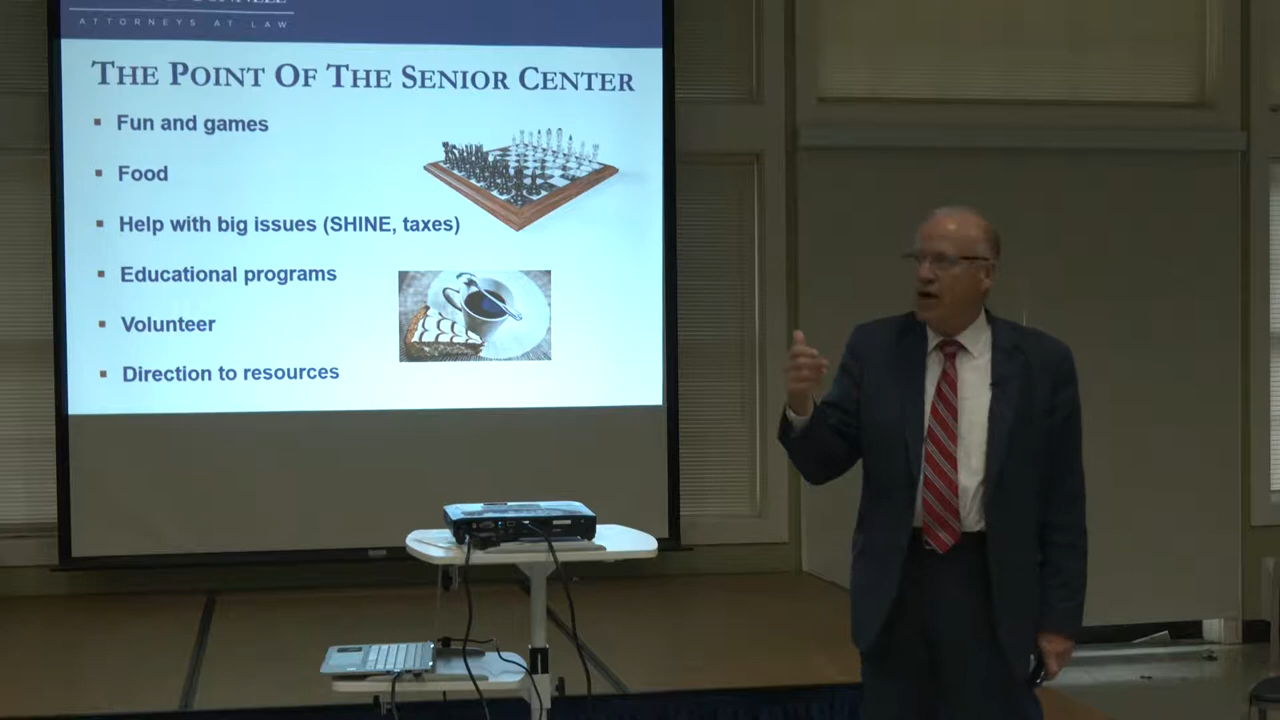 ATTORNEYS AT LAW
THE POINT OF THE SENIOR CENTER
Fun and games
Food
Help with big issues (SHINE, taxes)
Educational programs
Volunteer
Direction to resources